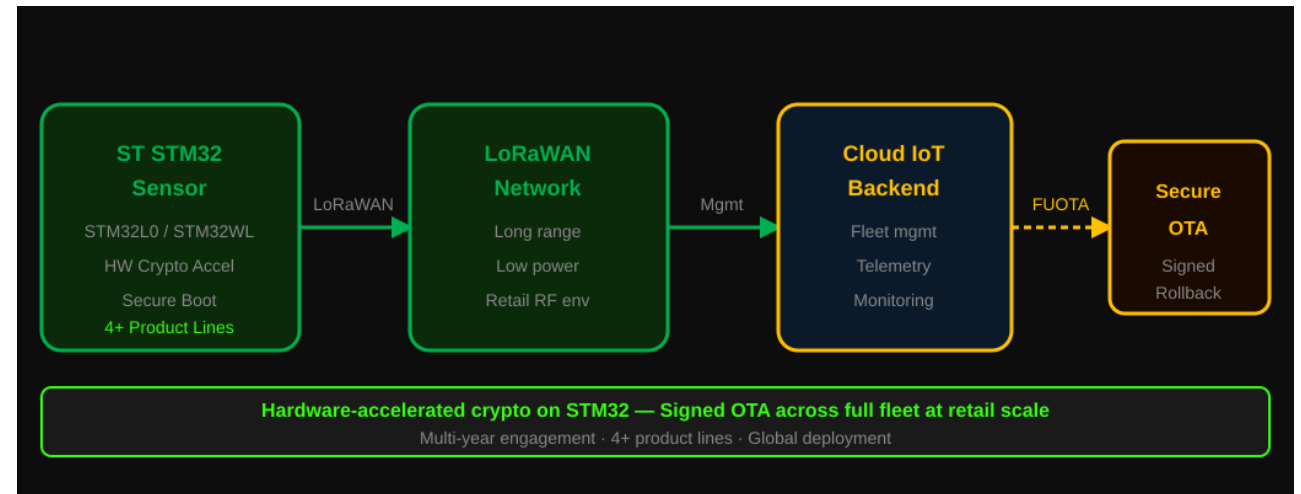 ST STM32
Sensor
STM32L0 / STM32WL
HW Crypto Accel
Secure Boot
4+ Product Lines
LoRaWAN
LoRaWAN
Network
Long range
Low power
Retail RF env
Mgmt
Cloud IoT
Backend
Fleet mgmt
Telemetry
Monitoring
FUOTA
Secure
OTA
Signed
Rollback
Hardware-accelerated crypto on STM32 — Signed OTA across full fleet at retail scale
Multi-year engagement · 4+ product lines · Global deployment